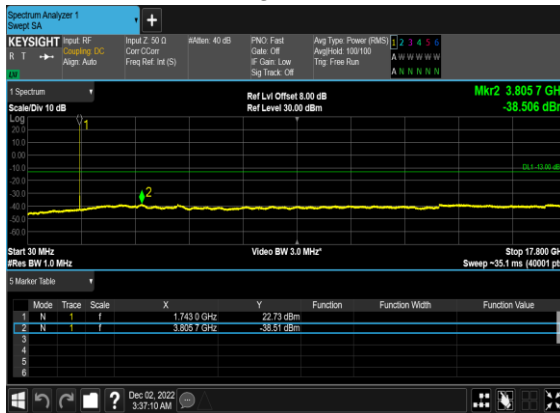 Spectrum Analyzer 1
Swept SA
KEYSIGHT
R T
Input: RF
Coupling: DC
Align: Auto
Input Z: 50 Ω
Corr CCorr
Freq Ref: Int (S)
#Atten: 40 dB
PNO: Fast
Gate: Off
IF Gain: Low
Sig Track: Off
Avg Type: Power (RMS)
Avg|Hold: 100/100
Trig: Free Run
1 2 3 4 5 6
A W W W W W
A N N N N N
1 Spectrum
Scale/Div 10 dB
Ref Lvl Offset 8.00 dB
Ref Level 30.00 dBm
Mkr2 3.805 7 GH
-38.506 dBr
Log
20.0
10.0
0.00
-10.0
-20.0
-30.0
-40.0
-50.0
-60.0
1
2
DL1 -13.00 dB
Start 30 MHz
#Res BW 1.0 MHz
Video BW 3.0 MHz*
Stop 17.800 GH
Sweep ~35.1 ms (40001 pt
5 Marker Table
Mode Trace Scale X Y Function Function Width Function Value
1 N 1 f 1.743 0 GHz 22.73 dBm
2 N 1 f 3.805 7 GHz -38.51 dBm
3
4
5
6
?
Dec 02, 2022
3:37:10 AM